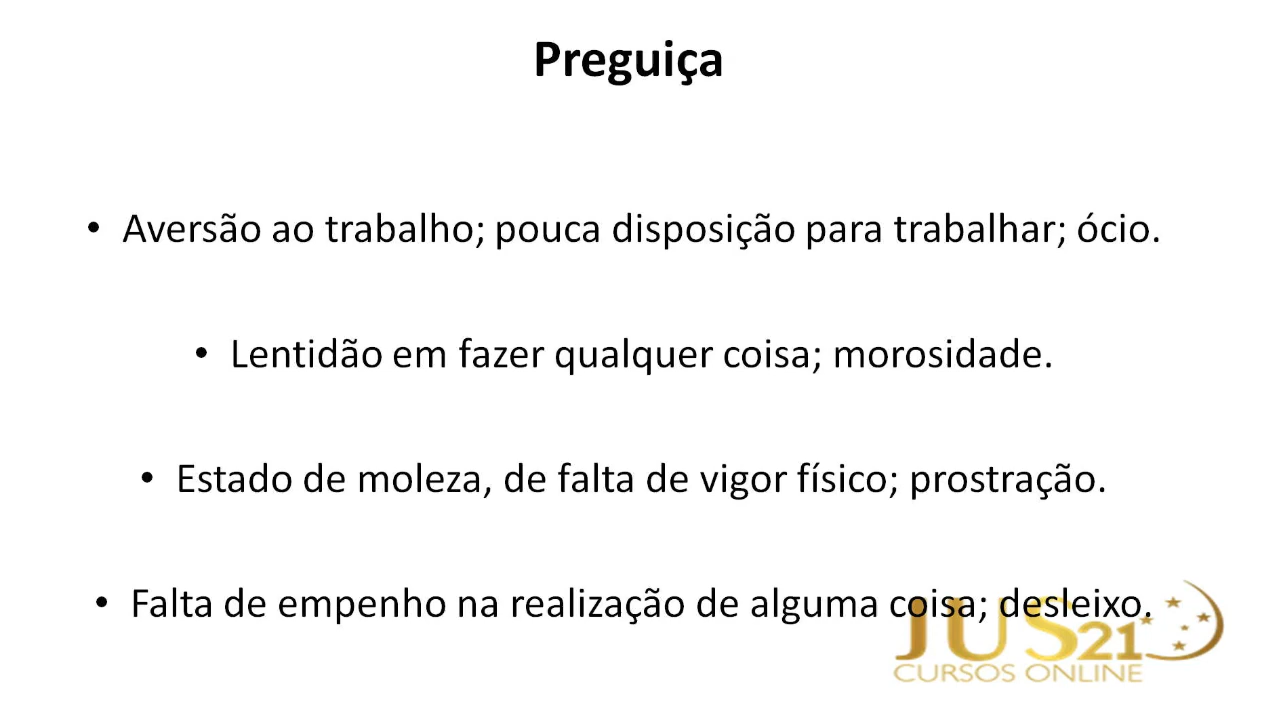 Preguiça
• Aversão ao trabalho; pouca disposição para trabalhar; ócio.
• Lentidão em fazer qualquer coisa; morosidade.
• Estado de moleza, de falta de vigor físico; prostração.
• Falta de empenho na realização de alguma coisa; desleixo.
JUS21
CURSOS ONLINE